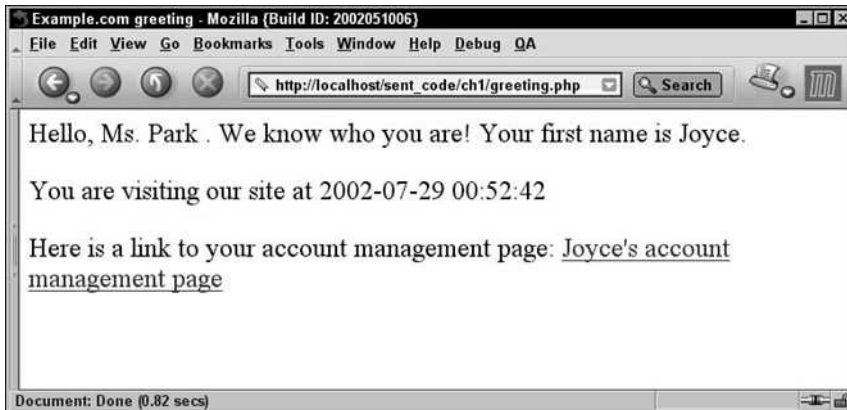 Example.com greeting - Mozilla {Build ID: 2002051006}
File Edit View Go Bookmarks Tools Window Help Debug QA
http://localhost/sent_code/ch1/greeting.php Search
Hello, Ms. Park . We know who you are! Your first name is Joyce.
You are visiting our site at 2002-07-29 00:52:42
Here is a link to your account management page: Joyce's account
management page
Document: Done (0.82 secs)